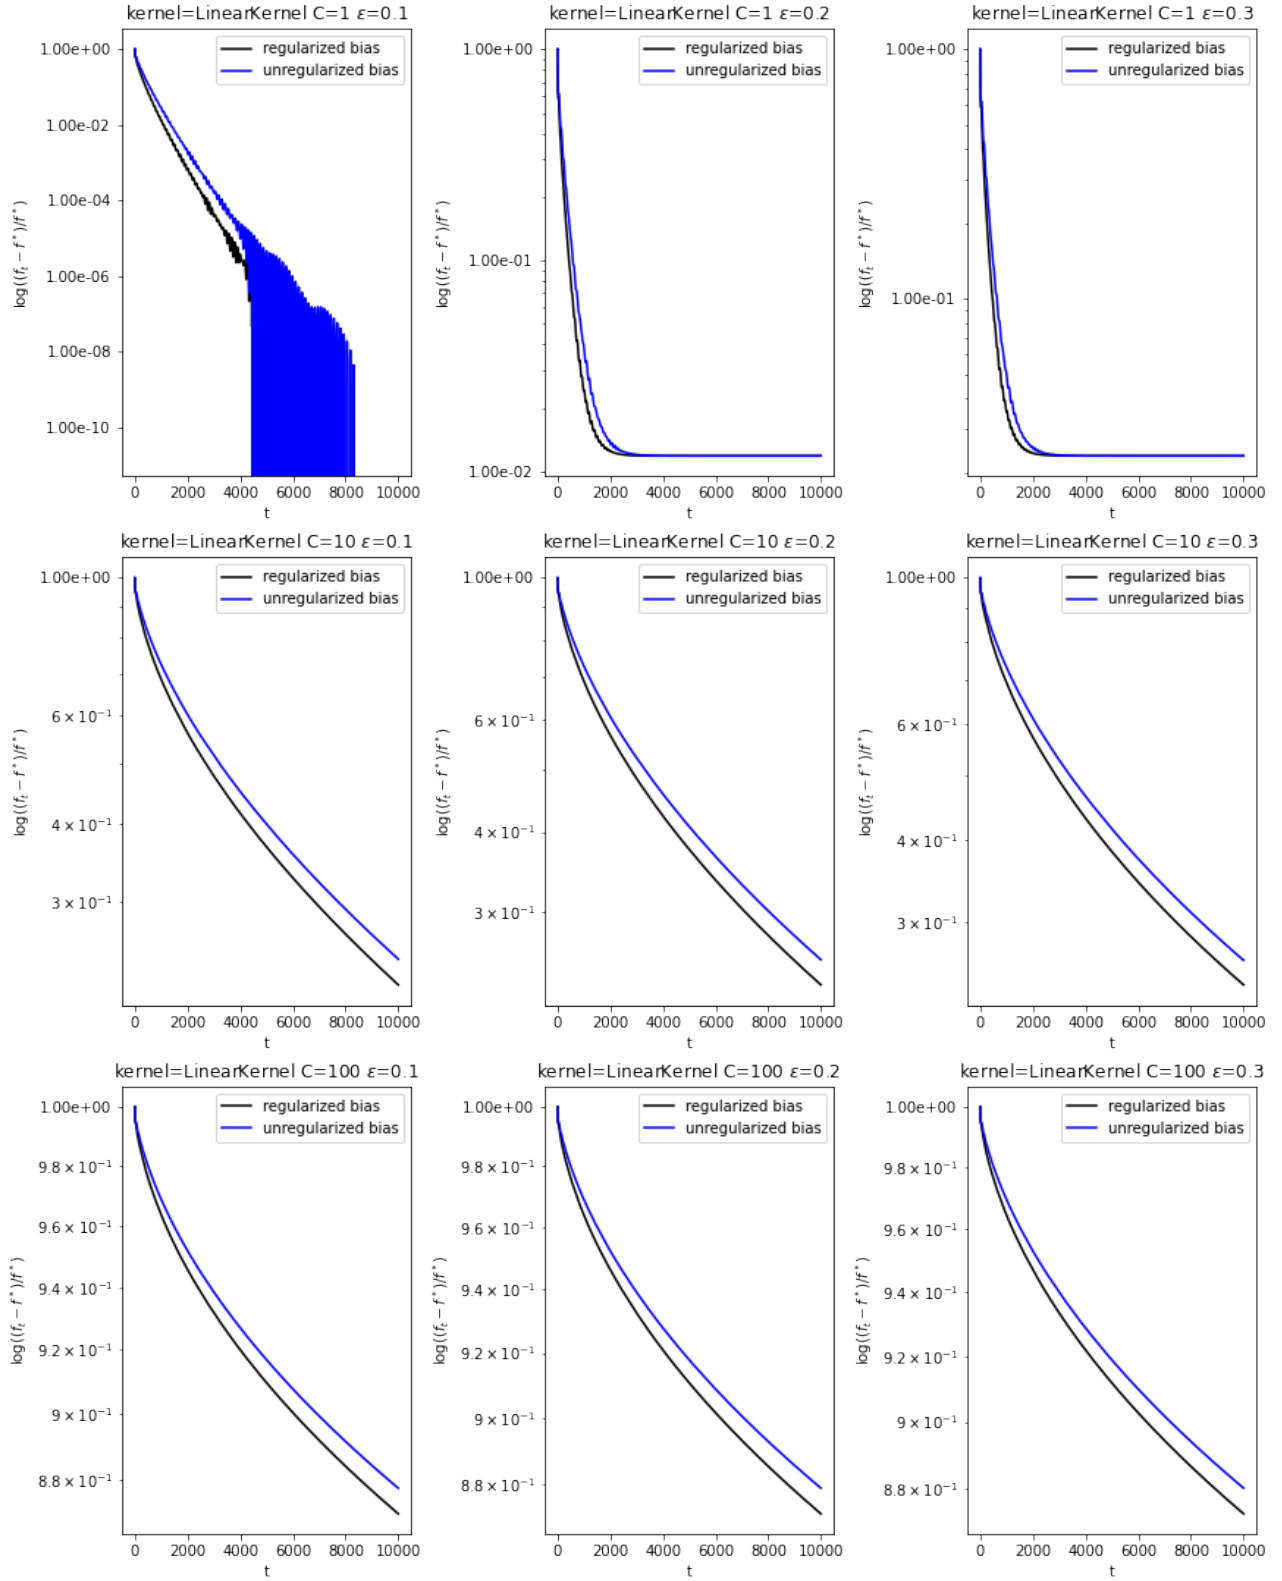 kernel=LinearKernel C=1 ε=0.1
1.00e+00
1.00e-02
1.00e-04
1.00e-06
1.00e-08
1.00e-10
log((f_t − f*)/f*)
regularized bias
unregularized bias
0 2000 4000 6000 8000 10000
t
kernel=LinearKernel C=1 ε=0.2
1.00e+00
1.00e-01
1.00e-02
log((f_t − f*)/f*)
regularized bias
unregularized bias
0 2000 4000 6000 8000 10000
t
kernel=LinearKernel C=1 ε=0.3
1.00e+00
1.00e-01
log((f_t − f*)/f*)
regularized bias
unregularized bias
0 2000 4000 6000 8000 10000
t
kernel=LinearKernel C=10 ε=0.1
1.00e+00
6 × 10⁻¹
4 × 10⁻¹
3 × 10⁻¹
log((f_t − f*)/f*)
regularized bias
unregularized bias
0 2000 4000 6000 8000 10000
t
kernel=LinearKernel C=10 ε=0.2
1.00e+00
6 × 10⁻¹
4 × 10⁻¹
3 × 10⁻¹
log((f_t − f*)/f*)
regularized bias
unregularized bias
0 2000 4000 6000 8000 10000
t
kernel=LinearKernel C=10 ε=0.3
1.00e+00
6 × 10⁻¹
4 × 10⁻¹
3 × 10⁻¹
log((f_t − f*)/f*)
regularized bias
unregularized bias
0 2000 4000 6000 8000 10000
t
kernel=LinearKernel C=100 ε=0.1
1.00e+00
9.8 × 10⁻¹
9.6 × 10⁻¹
9.4 × 10⁻¹
9.2 × 10⁻¹
9 × 10⁻¹
8.8 × 10⁻¹
log((f_t − f*)/f*)
regularized bias
unregularized bias
0 2000 4000 6000 8000 10000
t
kernel=LinearKernel C=100 ε=0.2
1.00e+00
9.8 × 10⁻¹
9.6 × 10⁻¹
9.4 × 10⁻¹
9.2 × 10⁻¹
9 × 10⁻¹
8.8 × 10⁻¹
log((f_t − f*)/f*)
regularized bias
unregularized bias
0 2000 4000 6000 8000 10000
t
kernel=LinearKernel C=100 ε=0.3
1.00e+00
9.8 × 10⁻¹
9.6 × 10⁻¹
9.4 × 10⁻¹
9.2 × 10⁻¹
9 × 10⁻¹
8.8 × 10⁻¹
log((f_t − f*)/f*)
regularized bias
unregularized bias
0 2000 4000 6000 8000 10000
t